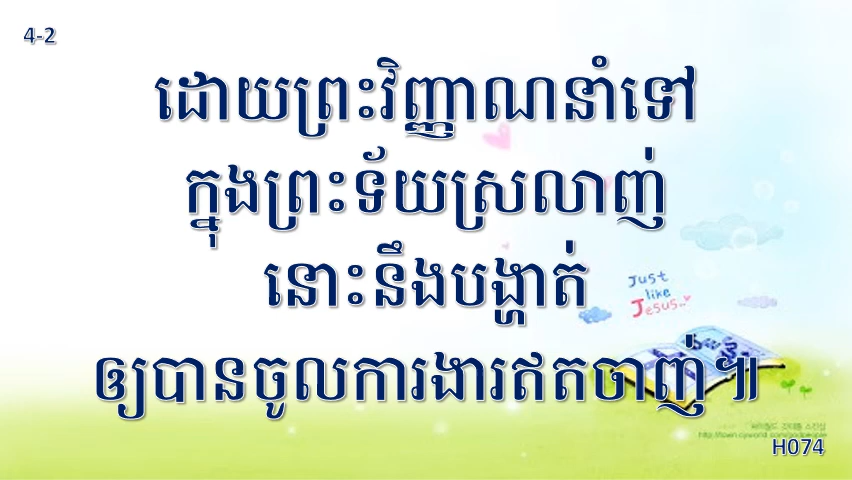 4-2
ដោយព្រះវិញ្ញាណនាំទៅ
ក្នុងព្រះទ័យស្រលាញ់
នោះនឹងបង្ហាត់
ឲ្យបានចូលការងារឥតចាញ់៕
Just
like
Jesus..
H074